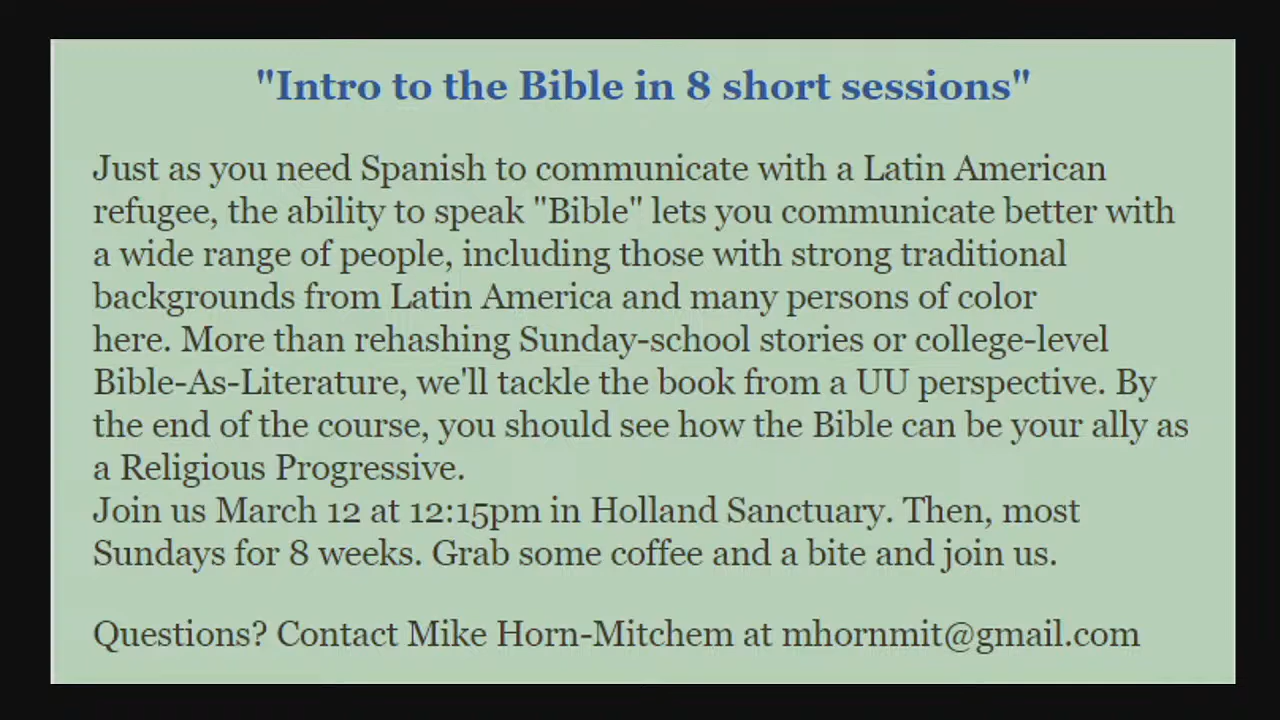 "Intro to the Bible in 8 short sessions"
Just as you need Spanish to communicate with a Latin American
refugee, the ability to speak "Bible" lets you communicate better with
a wide range of people, including those with strong traditional
backgrounds from Latin America and many persons of color
here. More than rehashing Sunday-school stories or college-level
Bible-As-Literature, we'll tackle the book from a UU perspective. By
the end of the course, you should see how the Bible can be your ally as
a Religious Progressive.
Join us March 12 at 12:15pm in Holland Sanctuary. Then, most
Sundays for 8 weeks. Grab some coffee and a bite and join us.
Questions? Contact Mike Horn-Mitchem at mhornmit@gmail.com